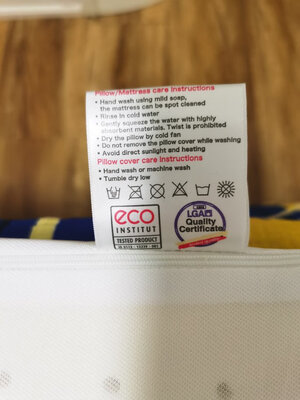 Pillow/Mattress care instructions
• Hand wash using mild soap,
the mattress can be spot cleaned
• Rinse in cold water
• Gently squeeze the water with highly
absorbent materials. Twist is prohibited
• Dry the pillow by cold fan
• Do not remove the pillow cover while washing
• Avoid direct sunlight and heating
Pillow cover care instructions
• Hand wash or machine wash
• Tumble dry low
eco
INSTITUT
TESTED PRODUCT
LGA
Quality
Certificate